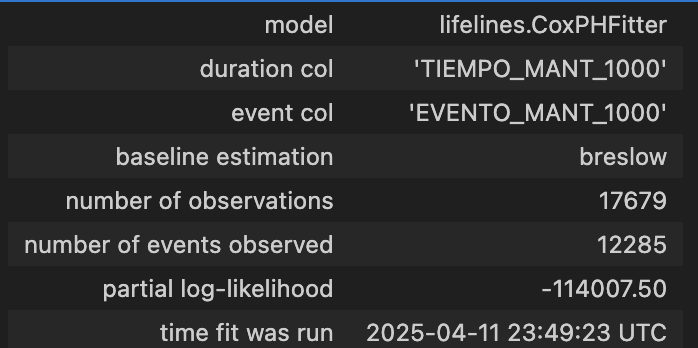 model lifelines.CoxPHFitter
duration col 'TIEMPO_MANT_1000'
event col 'EVENTO_MANT_1000'
baseline estimation breslow
number of observations 17679
number of events observed 12285
partial log-likelihood -114007.50
time fit was run 2025-04-11 23:49:23 UTC